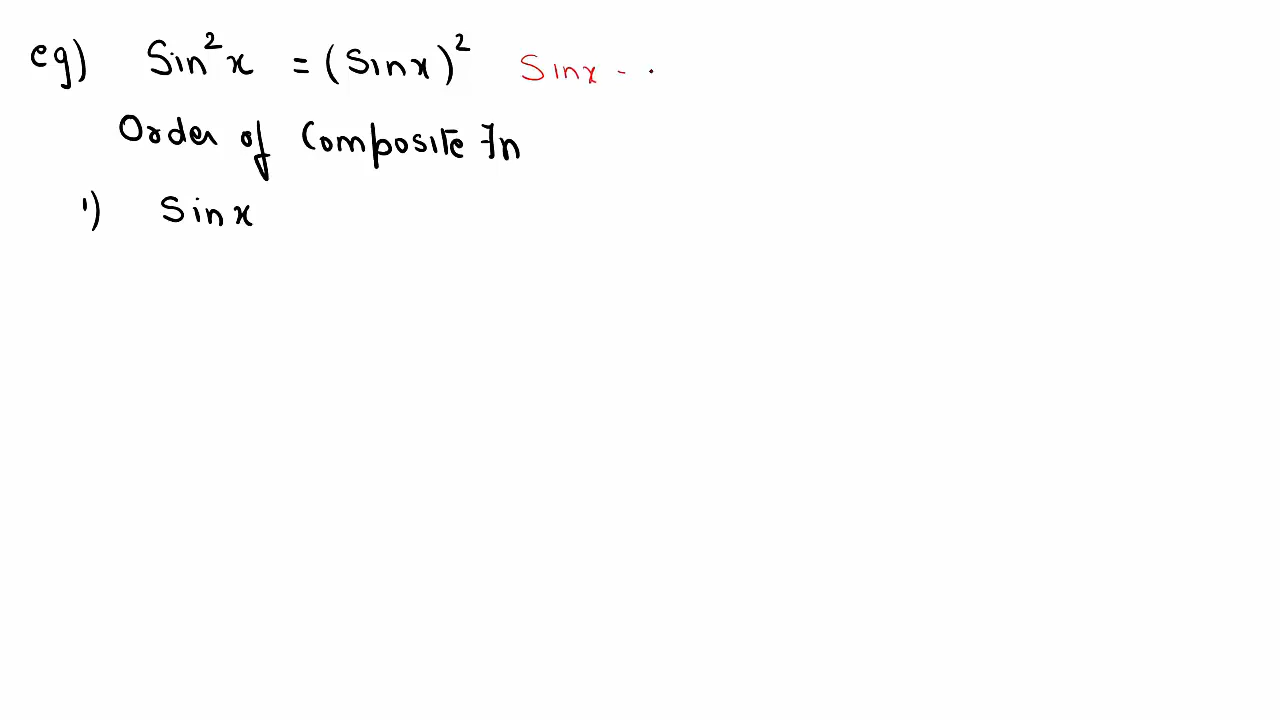 eg) Sin²x = (Sinx)² Sinx - .
Order of Composite Fn
1) Sinx